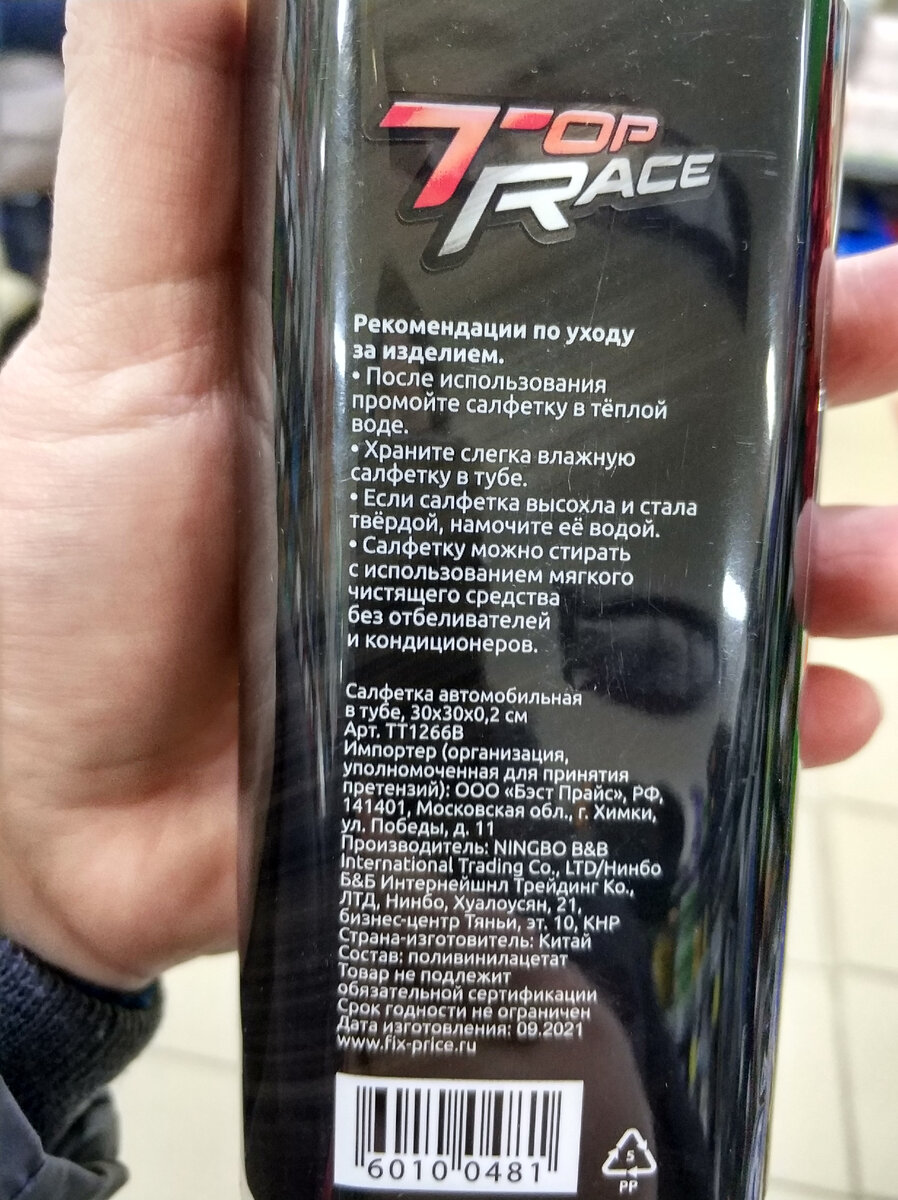 TOP
RACE
Рекомендации по уходу
за изделием.
• После использования
промойте салфетку в тёплой
воде.
• Храните слегка влажную
салфетку в тубе.
• Если салфетка высохла и стала
твёрдой, намочите её водой.
• Салфетку можно стирать
с использованием мягкого
чистящего средства
без отбеливателей
и кондиционеров.
Салфетка автомобильная
в тубе, 30х30х0,2 см
Арт. TT1266B
Импортер (организация,
уполномоченная для принятия
претензий): ООО «Бэст Прайс», РФ,
141401, Московская обл., г. Химки,
ул. Победы, д. 11
Производитель: NINGBO B&B
International Trading Co., LTD/Нинбо
Б&Б Интернейшнл Трейдинг Ко.,
ЛТД, Нинбо, Хуалоусян, 21,
бизнес-центр Тяньи, эт. 10, КНР
Страна-изготовитель: Китай
Состав: поливинилацетат
Товар не подлежит
обязательной сертификации
Срок годности не ограничен
Дата изготовления: 09.2021
www.fix-price.ru
6010 0481
5
PP